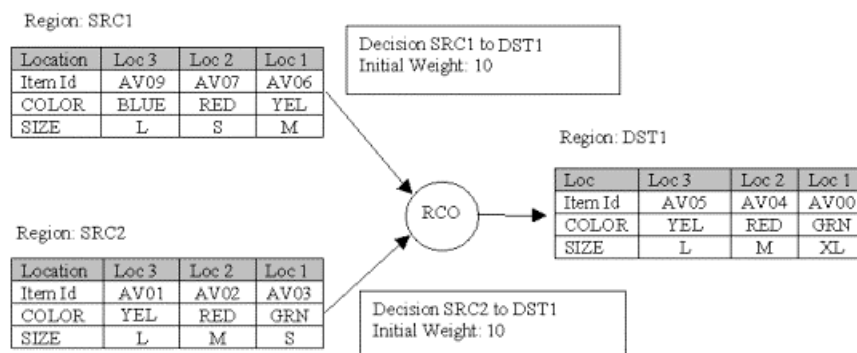 Region: SRC1
Location Loc 3 Loc 2 Loc 1
Item Id AV09 AV07 AV06
COLOR BLUE RED YEL
SIZE L S M
Decision SRC1 to DST1
Initial Weight: 10
Region: DST1
Loc Loc 3 Loc 2 Loc 1
Item Id AV05 AV04 AV00
COLOR YEL RED GRN
SIZE L M XL
RCO
Region: SRC2
Location Loc 3 Loc 2 Loc 1
Item Id AV01 AV02 AV03
COLOR YEL RED GRN
SIZE L M S
Decision SRC2 to DST1
Initial Weight: 10